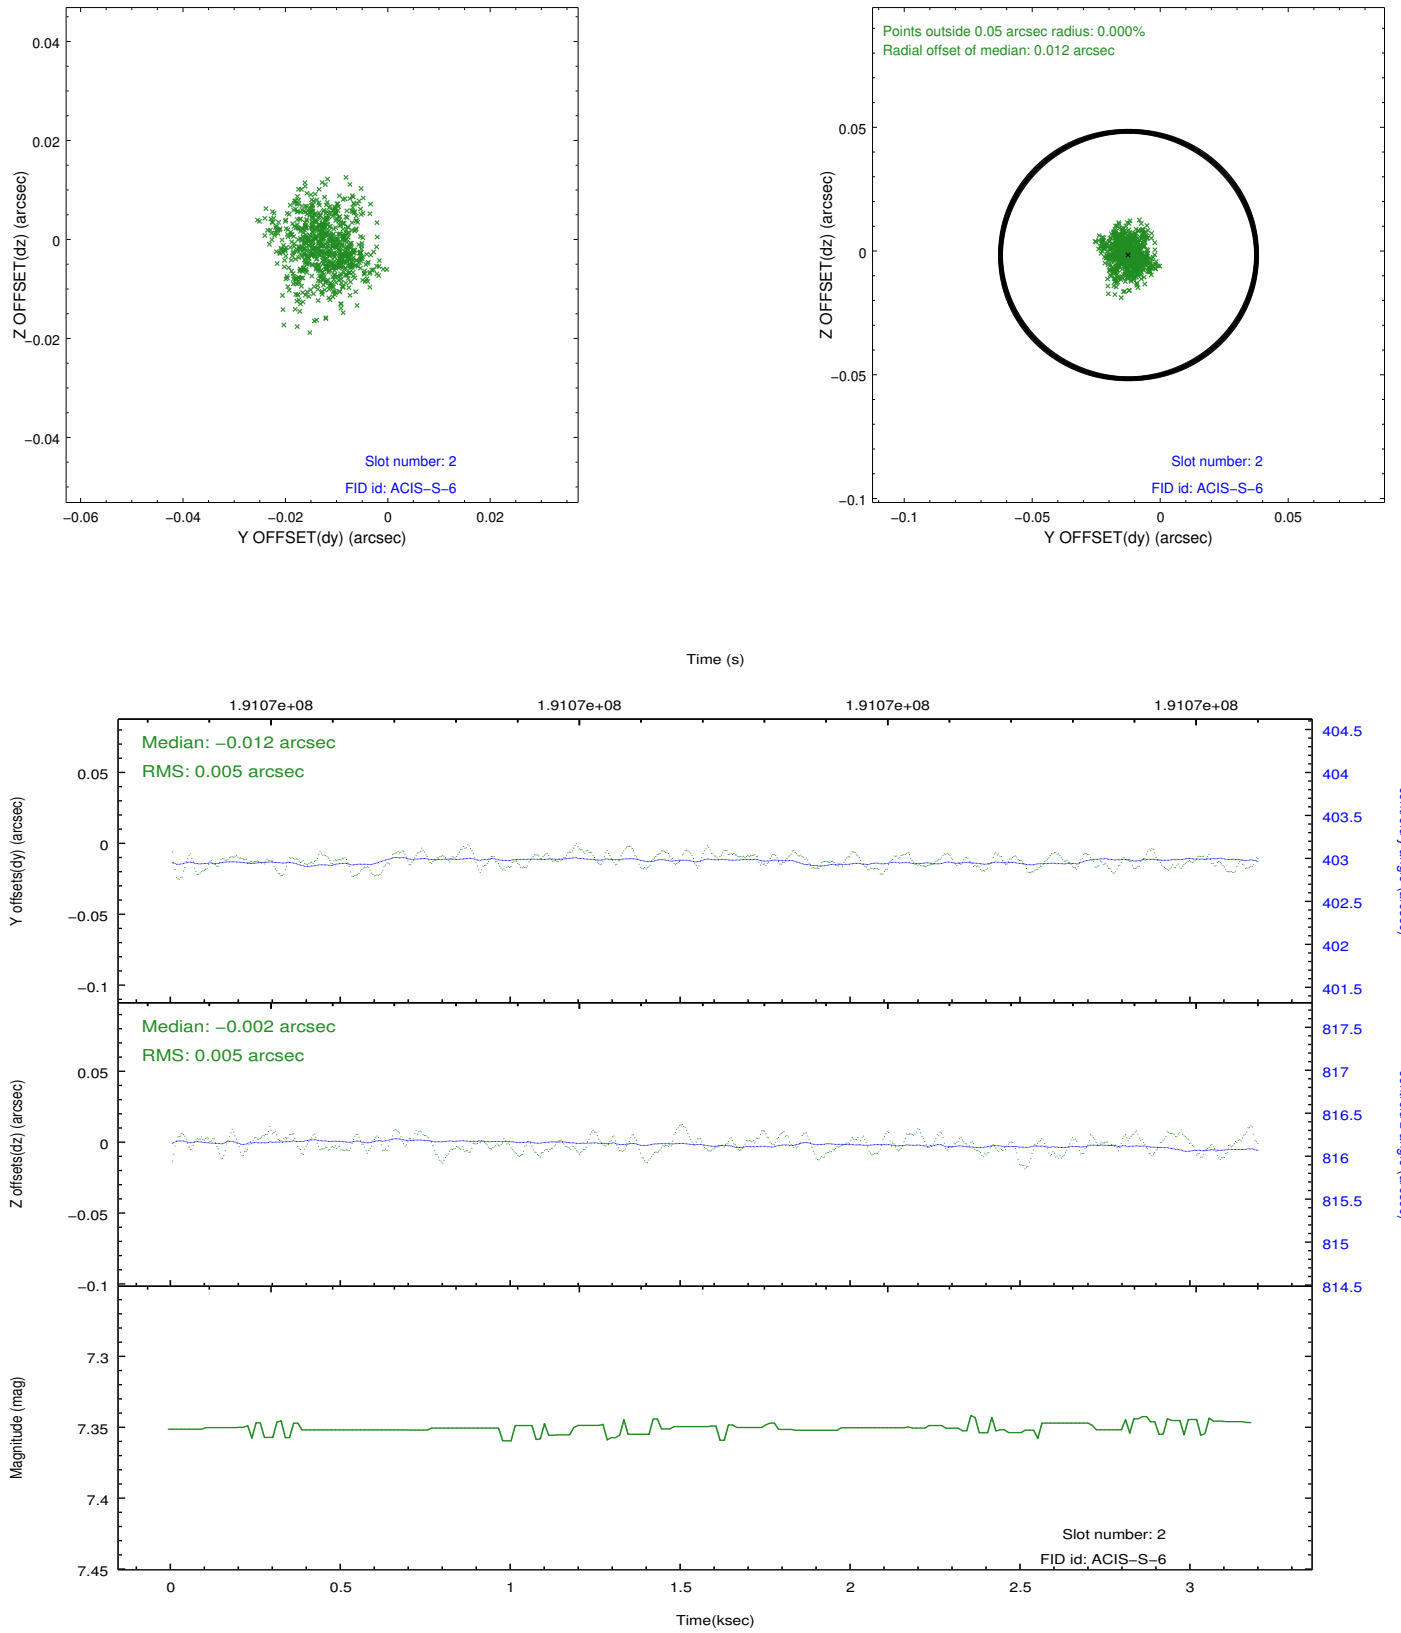 0.04
0.02
0
−0.02
−0.04
Z OFFSET(dz) (arcsec)
Slot number: 2
FID id: ACIS−S−6
−0.06
−0.04
−0.02
0
0.02
Y OFFSET(dy) (arcsec)
Points outside 0.05 arcsec radius: 0.000%
Radial offset of median: 0.012 arcsec
0.05
0
−0.05
−0.1
Z OFFSET(dz) (arcsec)
Slot number: 2
FID id: ACIS−S−6
−0.1
−0.05
0
0.05
Y OFFSET(dy) (arcsec)
Time (s)
1.9107e+08
1.9107e+08
1.9107e+08
1.9107e+08
Median: −0.012 arcsec
RMS: 0.005 arcsec
Y offsets(dy) (arcsec)
0.05
0
−0.05
−0.1
404.5
404
403.5
403
402.5
402
401.5
Median: −0.002 arcsec
RMS: 0.005 arcsec
Z offsets(dz) (arcsec)
0.05
0
−0.05
−0.1
817.5
817
816.5
816
815.5
815
814.5
Magnitude (mag)
7.3
7.35
7.4
7.45
Slot number: 2
FID id: ACIS−S−6
0
0.5
1
1.5
2
2.5
3
Time(ksec)